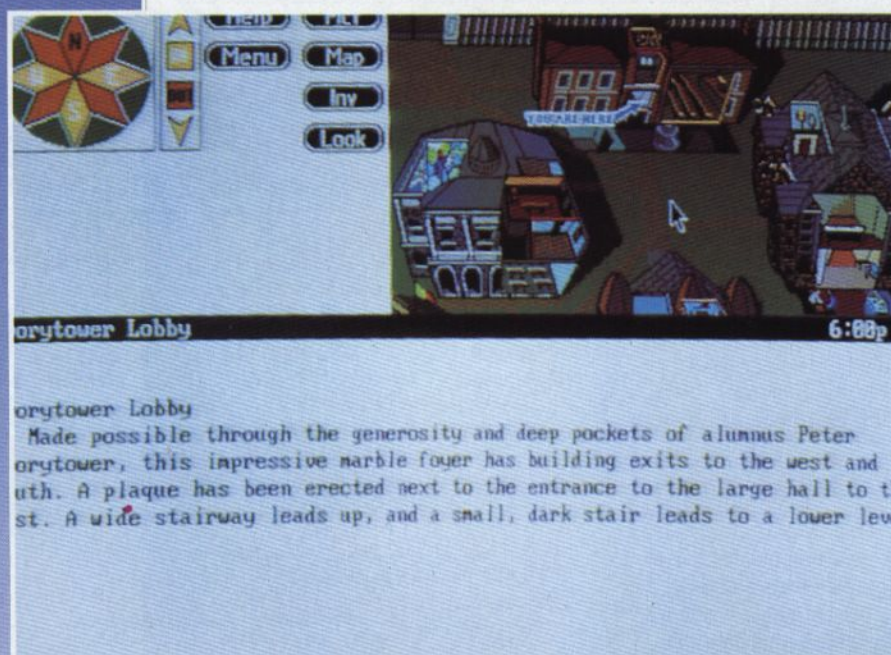 N
Help
Menu
Map
Inv
Look
S
YOU ARE HERE
orytower Lobby 6:00p
orytower Lobby
Made possible through the generosity and deep pockets of alumnus Peter
orytower, this impressive marble foyer has building exits to the west and
uth. A plaque has been erected next to the entrance to the large hall to t
st. A wide stairway leads up, and a small, dark stair leads to a lower lev